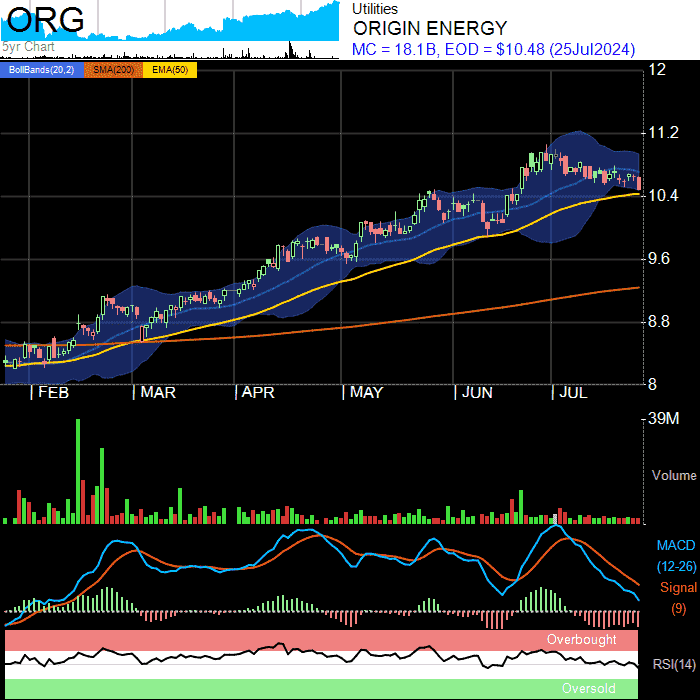 ORG
5yr Chart
Utilities
ORIGIN ENERGY
MC = 18.1B, EOD = $10.48 (25Jul2024)
BollBands(20,2) SMA(200) EMA(50)
12
11.2
10.4
9.6
8.8
8
FEB MAR APR MAY JUN JUL
39M
Volume
MACD
(12-26)
Signal
(9)
Overbought
RSI(14)
Oversold